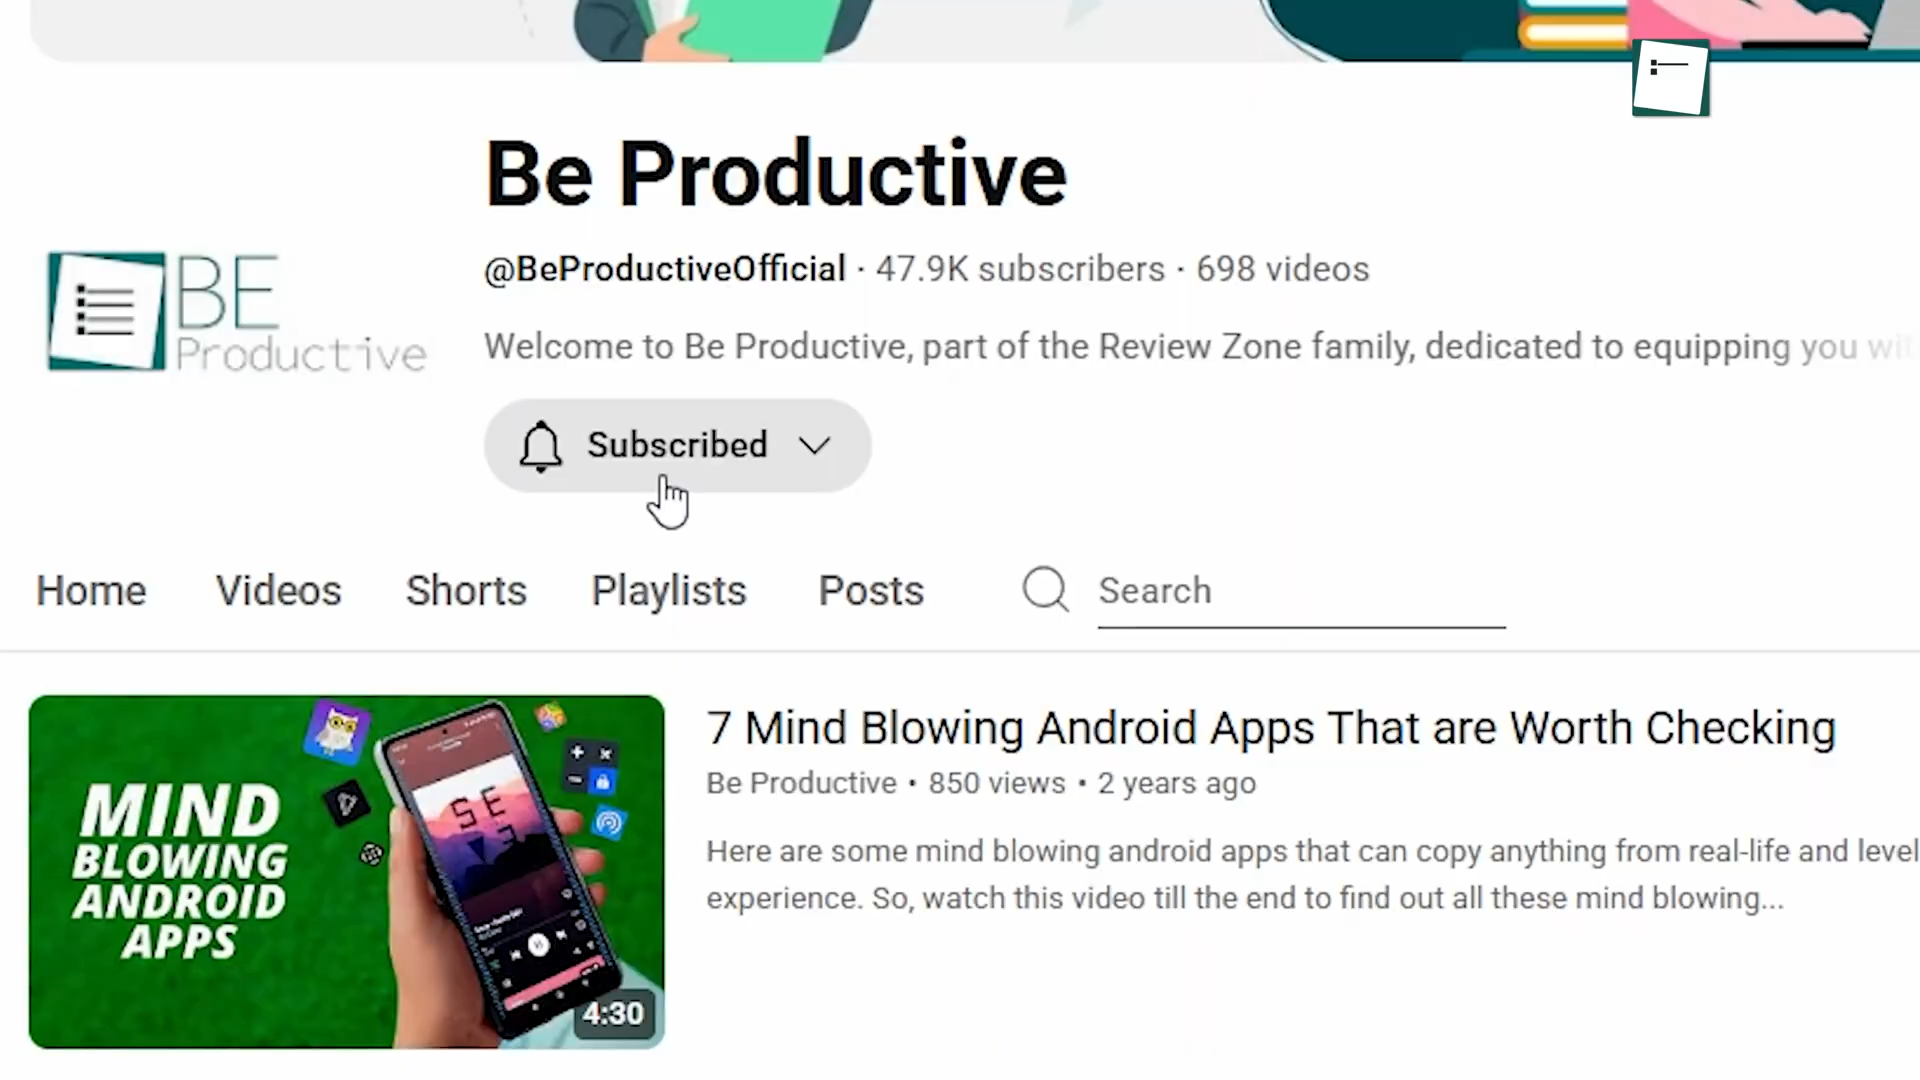 Be Productive
@BeProductiveOfficial · 47.9K subscribers · 698 videos
BE
Productive
Welcome to Be Productive, part of the Review Zone family, dedicated to equipping you wit
Subscribed
Home Videos Shorts Playlists Posts Search
7 Mind Blowing Android Apps That are Worth Checking
Be Productive • 850 views • 2 years ago
Here are some mind blowing android apps that can copy anything from real-life and level
experience. So, watch this video till the end to find out all these mind blowing...
MIND
BLOWING
ANDROID
APPS
4:30